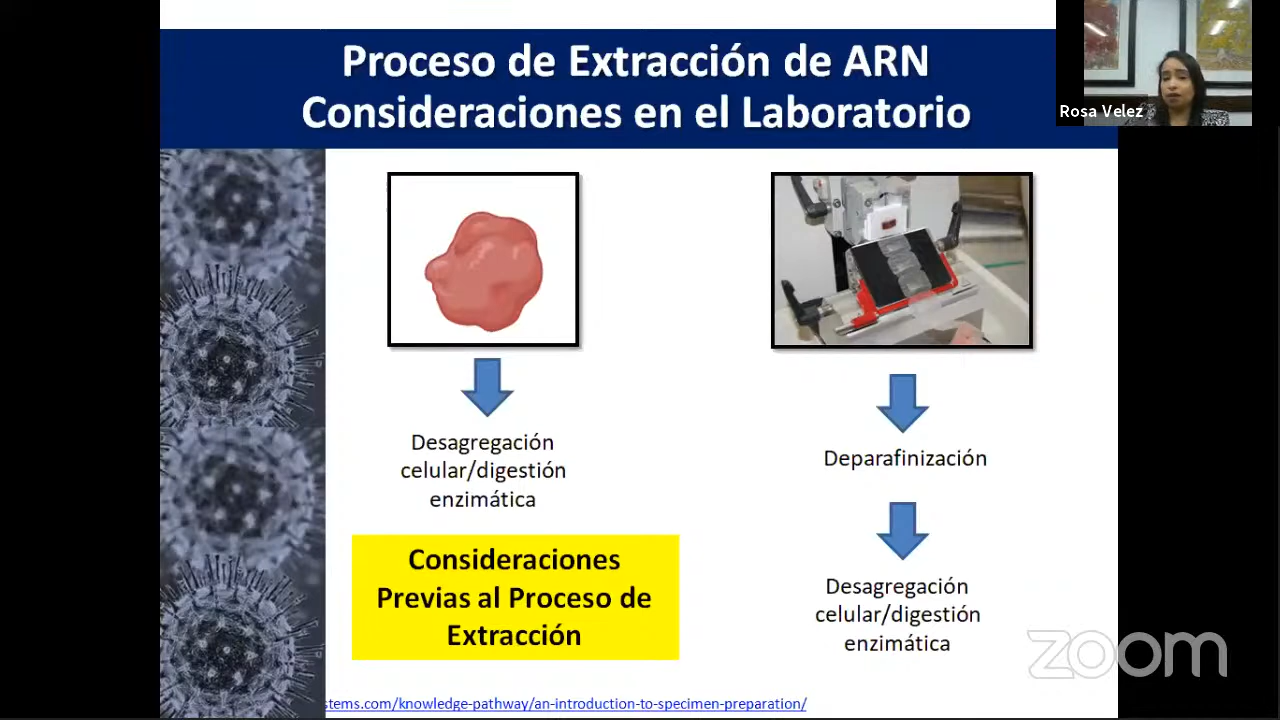 Proceso de Extracción de ARN
Consideraciones en el Laboratorio
Rosa Velez
Desagregación
celular/digestión
enzimática
Consideraciones
Previas al Proceso de
Extracción
Deparafinización
Desagregación
celular/digestión
enzimática
zoom
stems.com/knowledge-pathway/an-introduction-to-specimen-preparation/